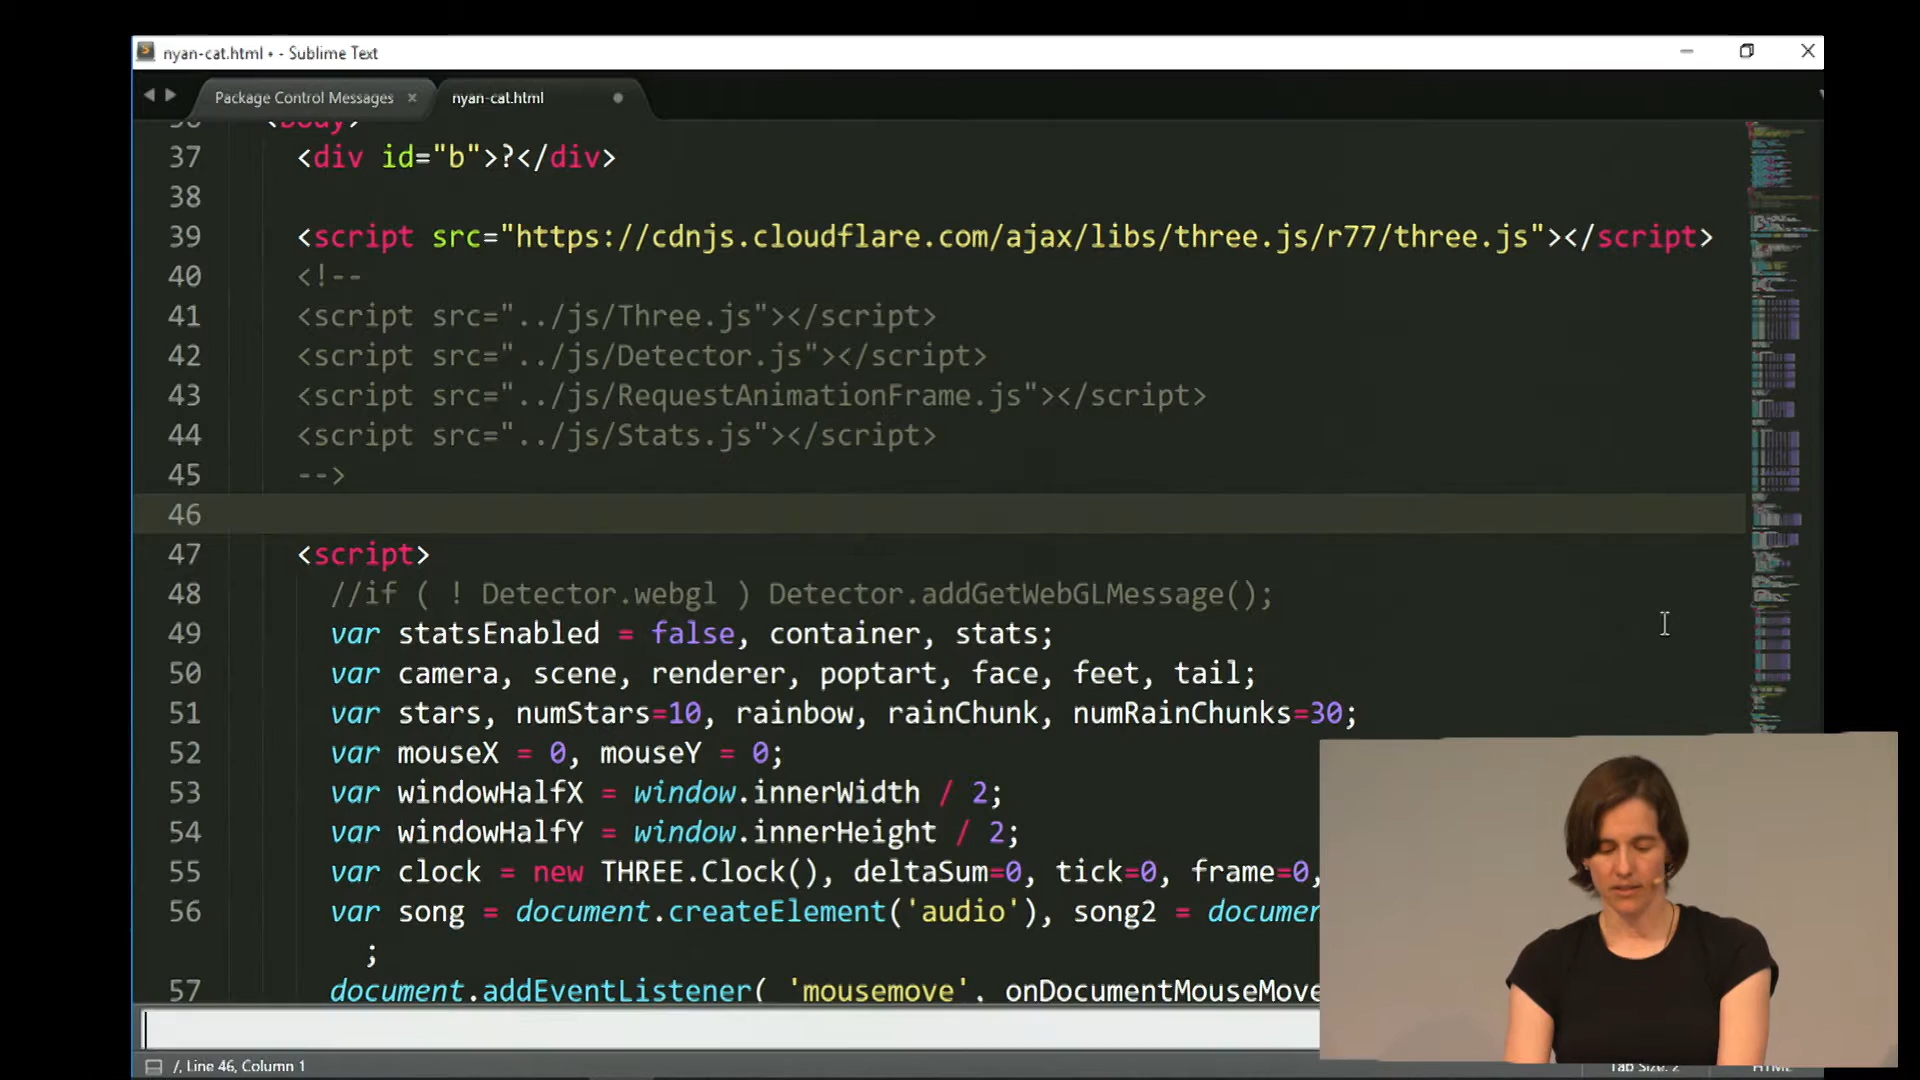 nyan-cat.html • - Sublime Text
Package Control Messages × nyan-cat.html
36 <body>
37 <div id="b">?</div>
38
39 <script src="https://cdnjs.cloudflare.com/ajax/libs/three.js/r77/three.js"></script>
40 <!--
41 <script src="../js/Three.js"></script>
42 <script src="../js/Detector.js"></script>
43 <script src="../js/RequestAnimationFrame.js"></script>
44 <script src="../js/Stats.js"></script>
45 -->
46
47 <script>
48 //if ( ! Detector.webgl ) Detector.addGetWebGLMessage();
49 var statsEnabled = false, container, stats;
50 var camera, scene, renderer, poptart, face, feet, tail;
51 var stars, numStars=10, rainbow, rainChunk, numRainChunks=30;
52 var mouseX = 0, mouseY = 0;
53 var windowHalfX = window.innerWidth / 2;
54 var windowHalfY = window.innerHeight / 2;
55 var clock = new THREE.Clock(), deltaSum=0, tick=0, frame=0,
56 var song = document.createElement('audio'), song2 = documen
;
57 document.addEventListener( 'mousemove', onDocumentMouseMove
/, Line 46, Column 1
Tab Size: 2 HTML